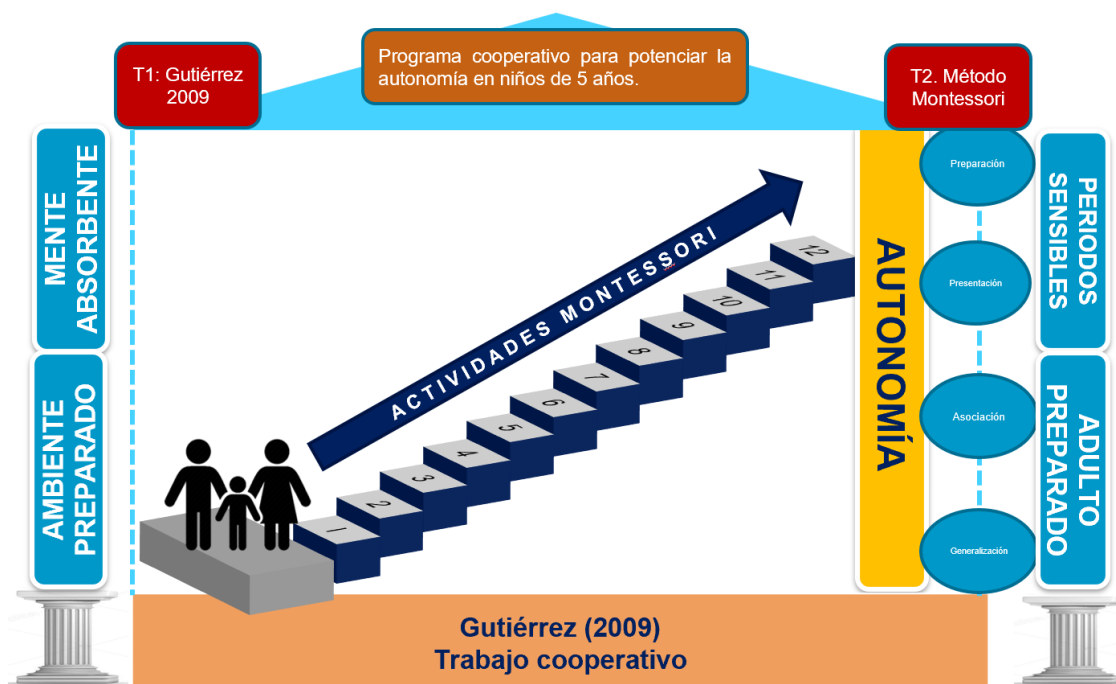 Programa cooperativo para potenciar la
autonomía en niños de 5 años.
T1: Gutiérrez
2009
T2. Método
Montessori
MENTE
ABSORBENTE
AMBIENTE
PREPARADO
ACTIVIDADES MONTESSORI
1
2
3
4
5
6
7
8
9
10
11
12
AUTONOMÍA
Preparación
Presentación
Asociación
Generalización
PERIODOS
SENSIBLES
ADULTO
PREPARADO
Gutiérrez (2009)
Trabajo cooperativo